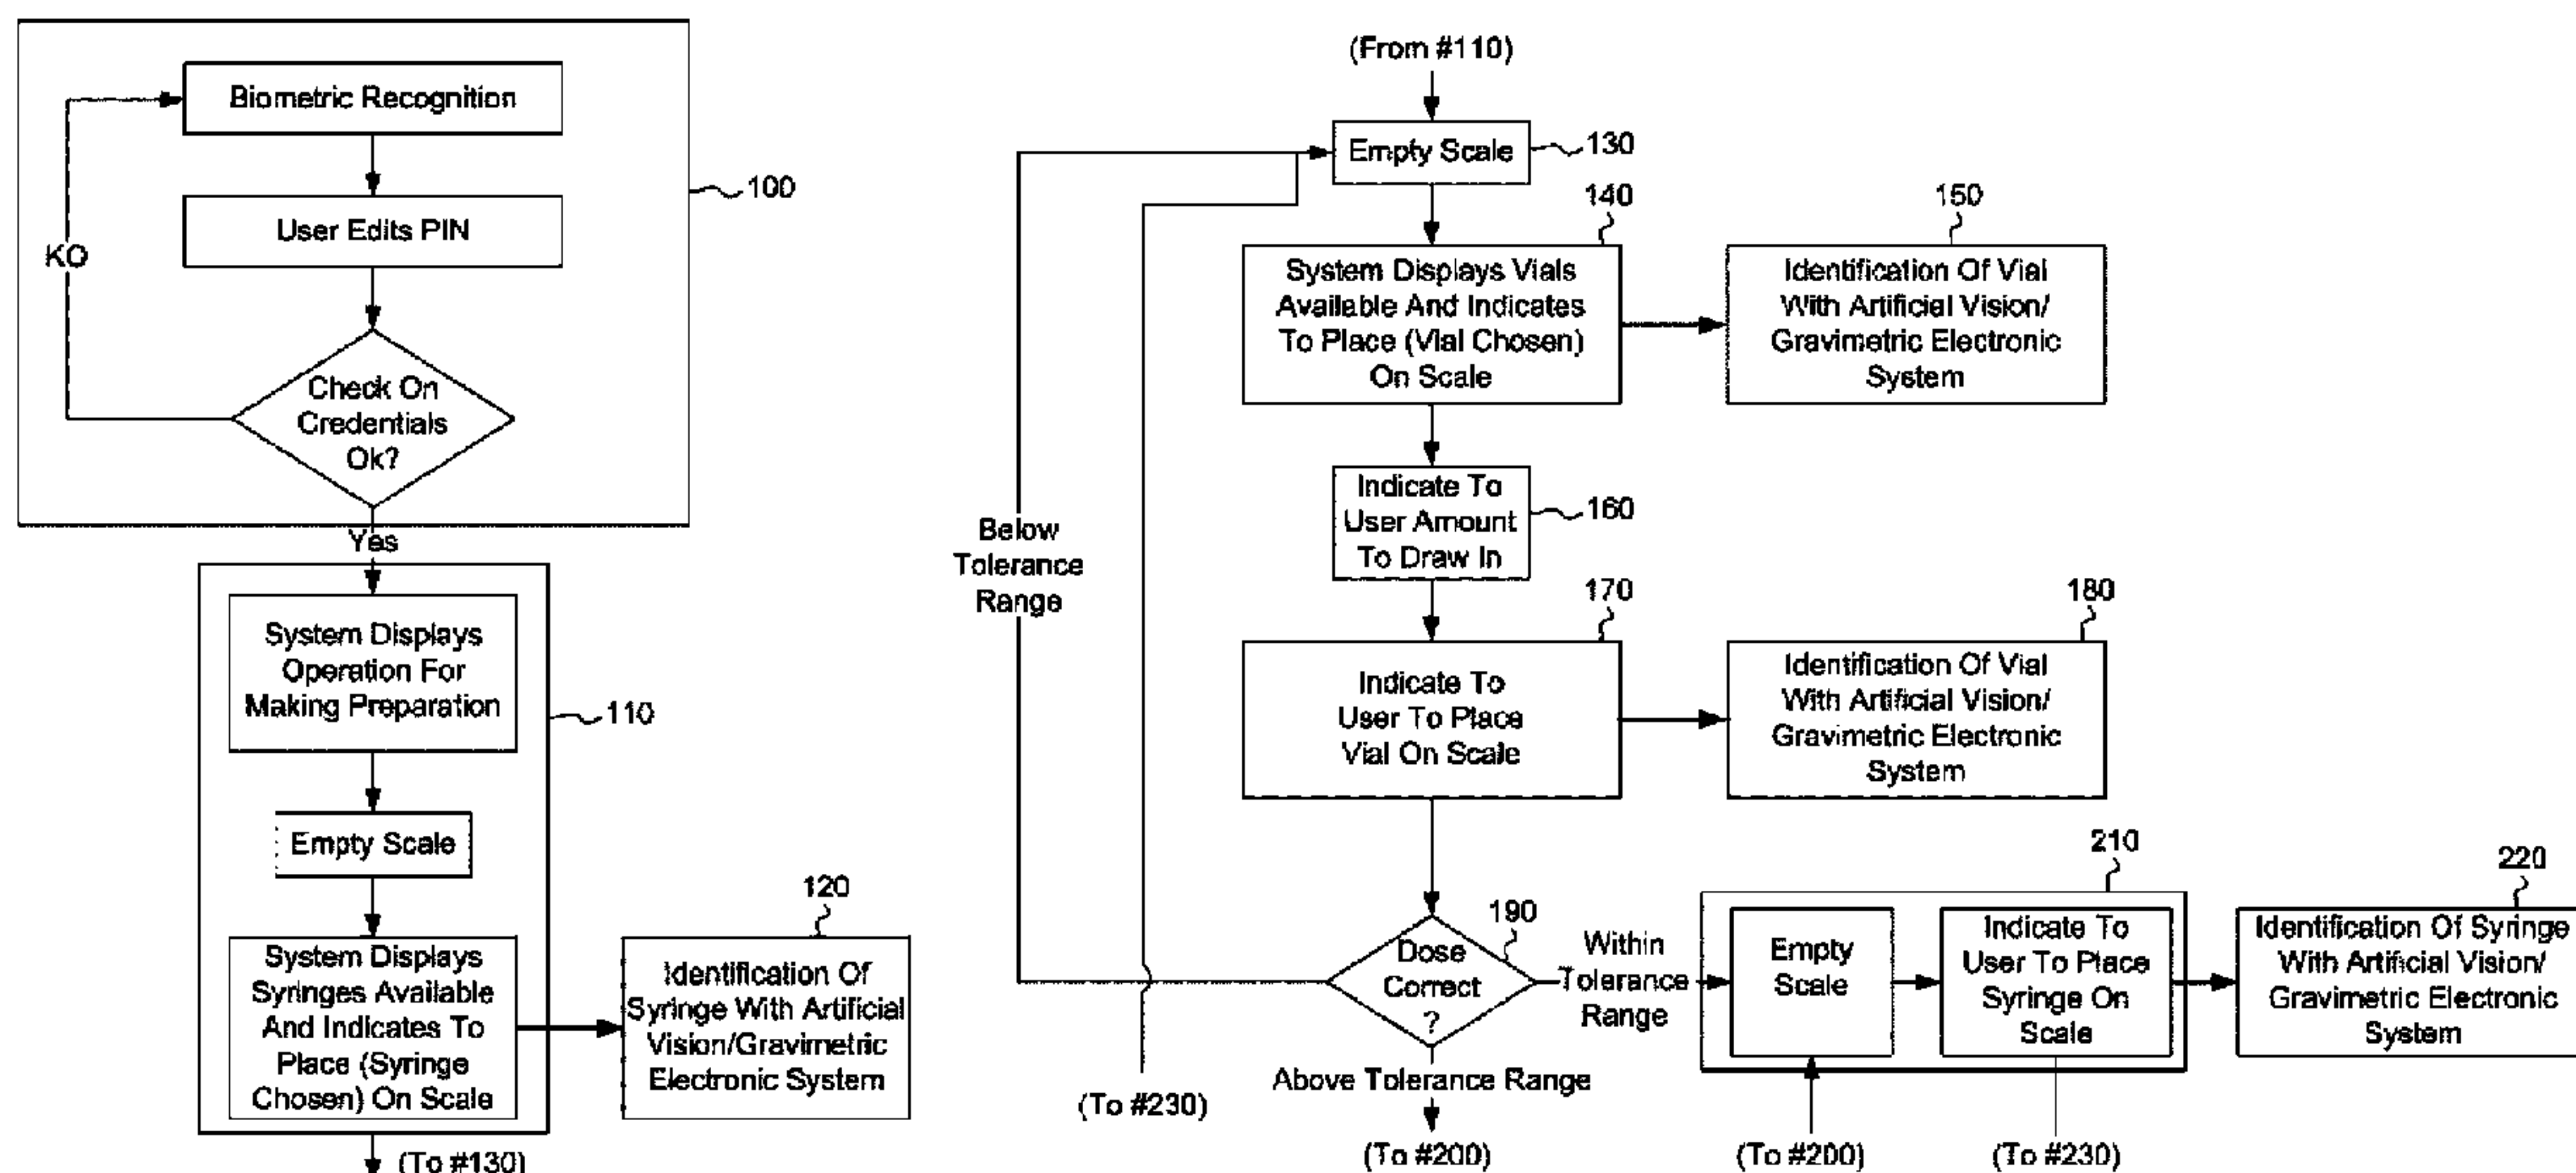 Biometric Recognition
User Edits PIN
100
KO
Check On
Credentials
Ok?
Yes
System Displays
Operation For
Making Preparation
110
Empty Scale
System Displays
Syringes Available
And Indicates To
Place (Syringe
Chosen) On Scale
120
Identification Of
Syringe With Artificial
Vision/Gravimetric
Electronic System
(To #130)
(From #110)
Empty Scale
130
140
System Displays Vials
Available And Indicates
To Place (Vial Chosen)
On Scale
150
Identification Of Vial
With Artificial Vision/
Gravimetric Electronic
System
Indicate To
User Amount
To Draw In
160
Below
Tolerance
Range
170
Indicate To
User To Place
Vial On Scale
180
Identification Of Vial
With Artificial Vision/
Gravimetric Electronic
System
190
Dose
Correct
?
Within
Tolerance
Range
210
Empty
Scale
Indicate To
User To Place
Syringe On
Scale
220
Identification Of Syringe
With Artificial Vision/
Gravimetric Electronic
System
(To #230)
Above Tolerance Range
(To #200)
(To #200)
(To #230)